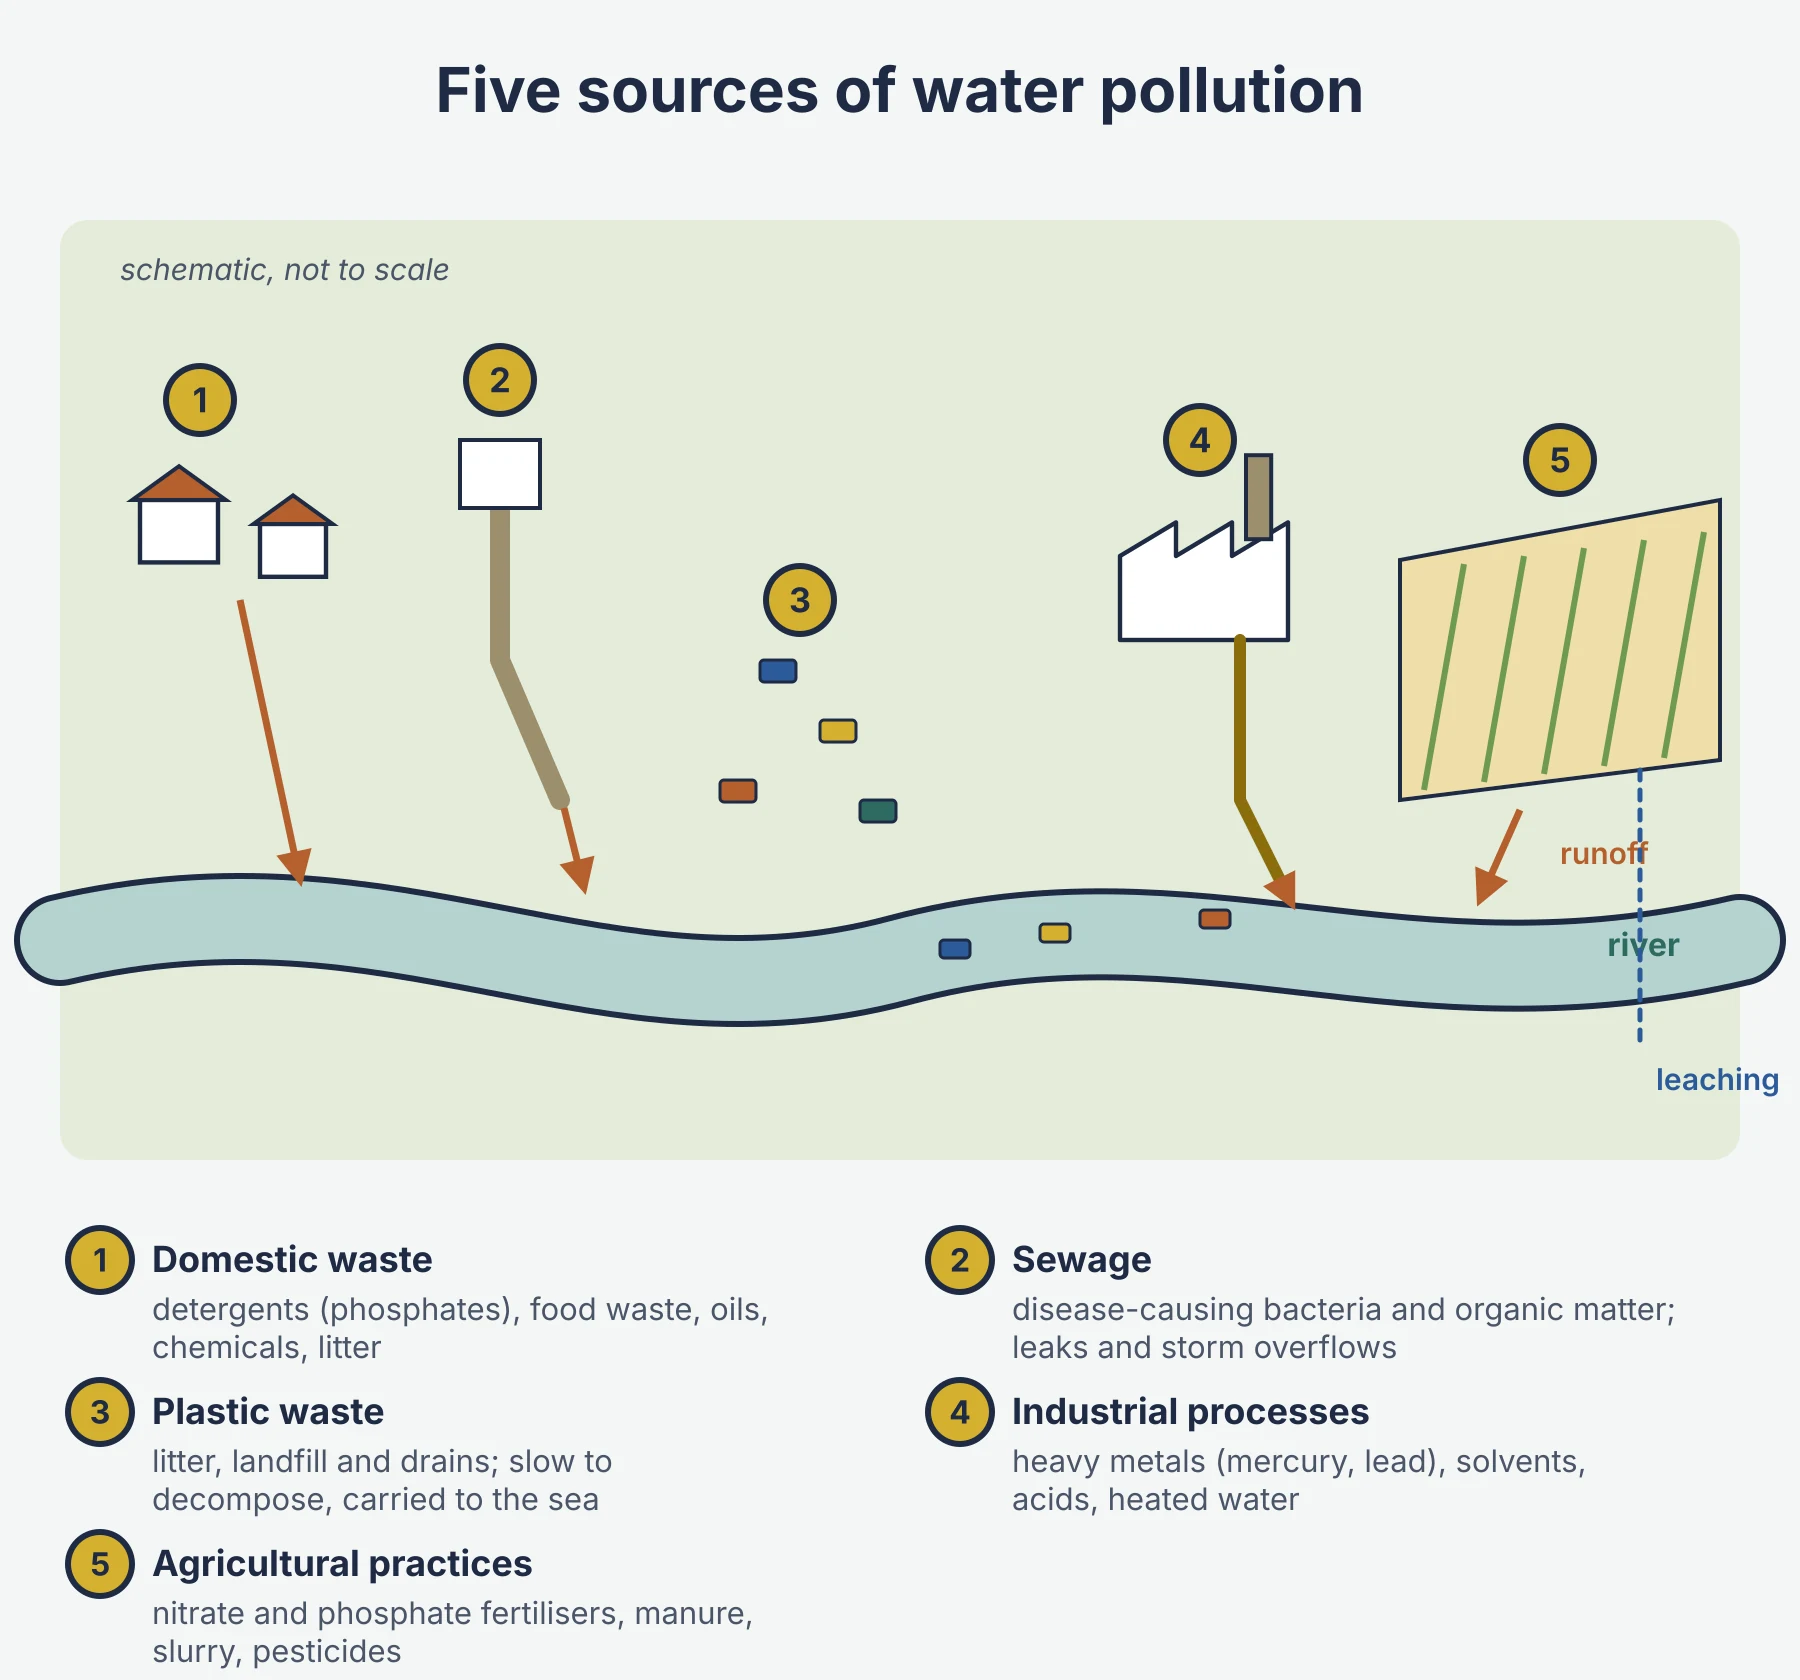 Five sources of water pollution
schematic, not to scale
1
2
3
4
5
runoff
river
leaching
1 Domestic waste
detergents (phosphates), food waste, oils,
chemicals, litter
2 Sewage
disease-causing bacteria and organic matter;
leaks and storm overflows
3 Plastic waste
litter, landfill and drains; slow to
decompose, carried to the sea
4 Industrial processes
heavy metals (mercury, lead), solvents,
acids, heated water
5 Agricultural practices
nitrate and phosphate fertilisers, manure,
slurry, pesticides